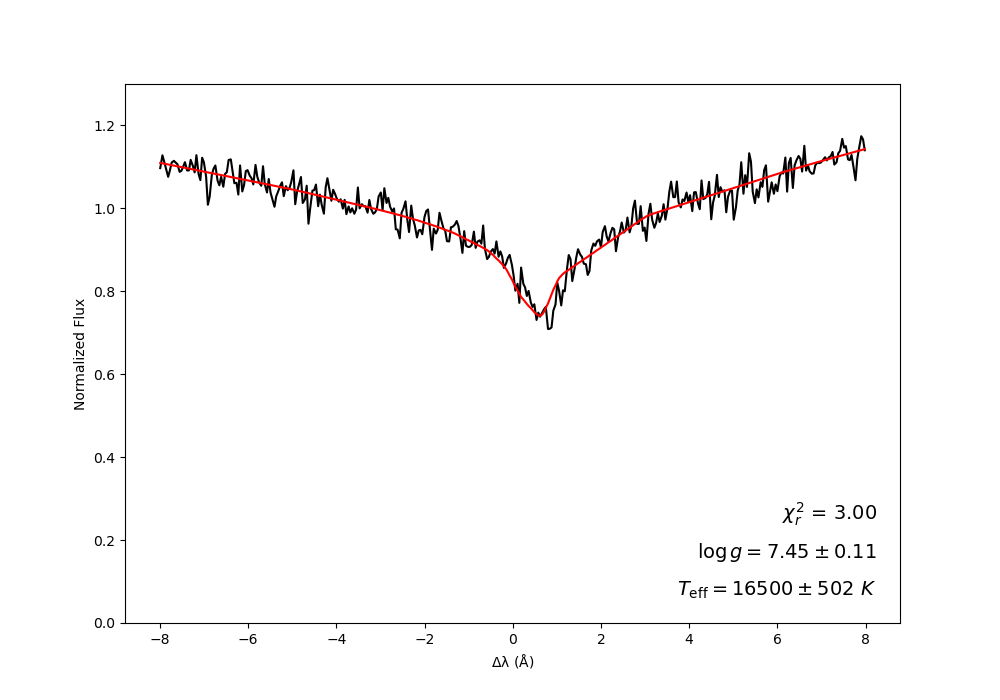 1.2
1.0
0.8
0.6
0.4
0.2
0.0
Normalized Flux
χ²ᵣ = 3.00
log g = 7.45 ± 0.11
T_eff = 16500 ± 502 K
−8 −6 −4 −2 0 2 4 6 8
Δλ (Å)